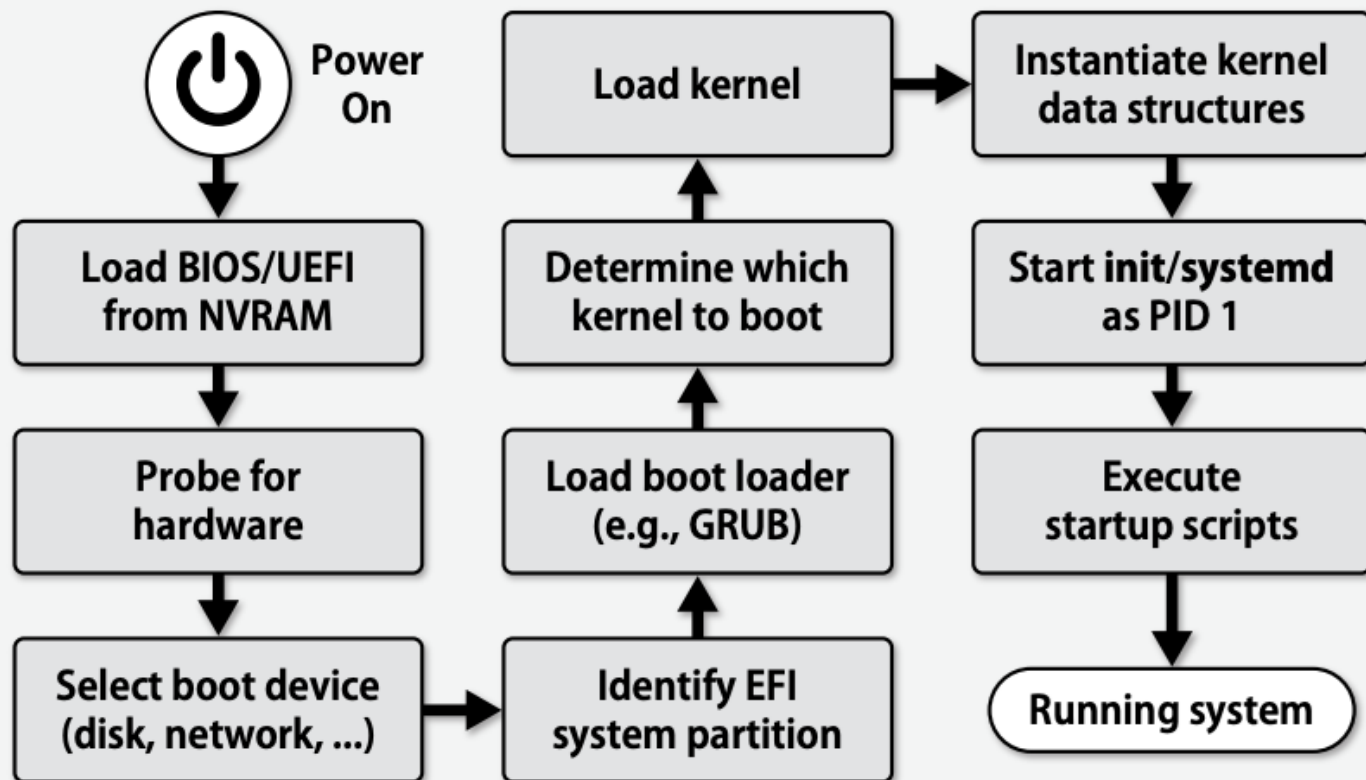 Power
On
Load BIOS/UEFI
from NVRAM
Probe for
hardware
Select boot device
(disk, network, ...)
Identify EFI
system partition
Load boot loader
(e.g., GRUB)
Determine which
kernel to boot
Load kernel
Instantiate kernel
data structures
Start init/systemd
as PID 1
Execute
startup scripts
Running system